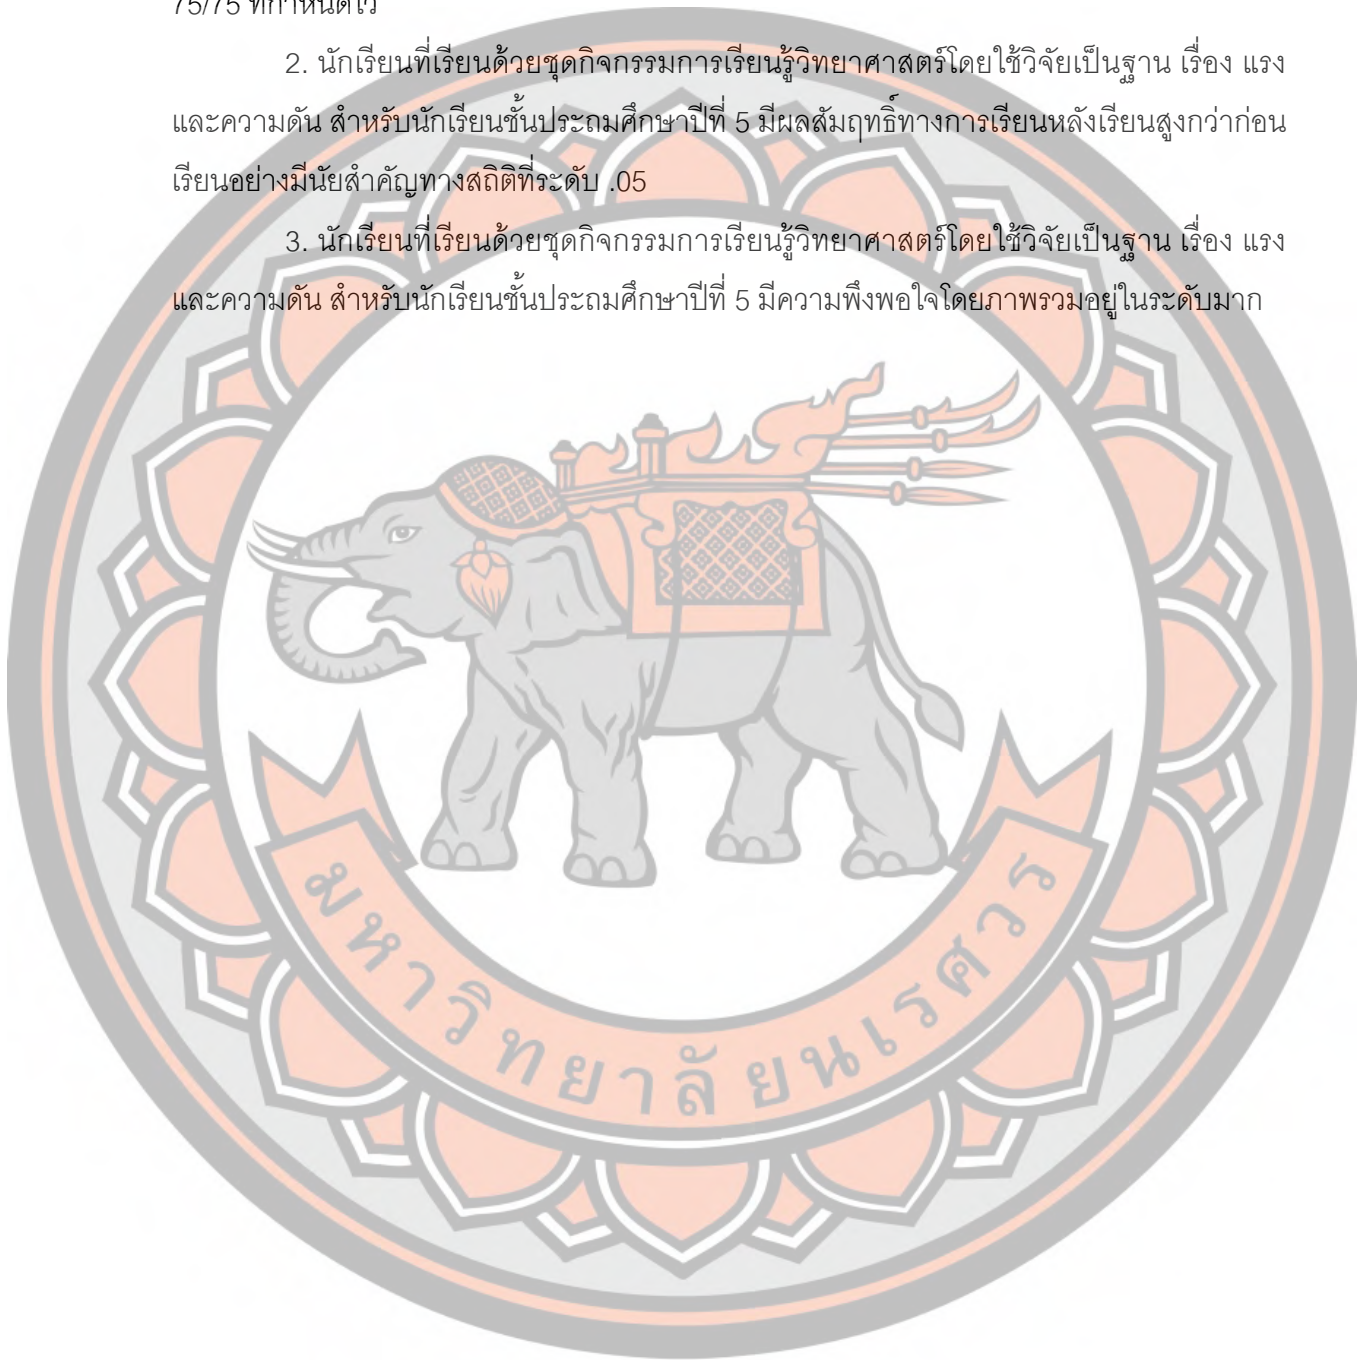 75/75 ที่กำหนดไว้
2. นักเรียนที่เรียนด้วยชุดกิจกรรมการเรียนรู้วิทยาศาสตร์โดยใช้วิจัยเป็นฐาน เรื่อง แรง
และความดัน สำหรับนักเรียนชั้นประถมศึกษาปีที่ 5 มีผลสัมฤทธิ์ทางการเรียนหลังเรียนสูงกว่าก่อน
เรียนอย่างมีนัยสำคัญทางสถิติที่ระดับ .05
3. นักเรียนที่เรียนด้วยชุดกิจกรรมการเรียนรู้วิทยาศาสตร์โดยใช้วิจัยเป็นฐาน เรื่อง แรง
และความดัน สำหรับนักเรียนชั้นประถมศึกษาปีที่ 5 มีความพึงพอใจโดยภาพรวมอยู่ในระดับมาก
มหาวิทยาลัยนเรศวร